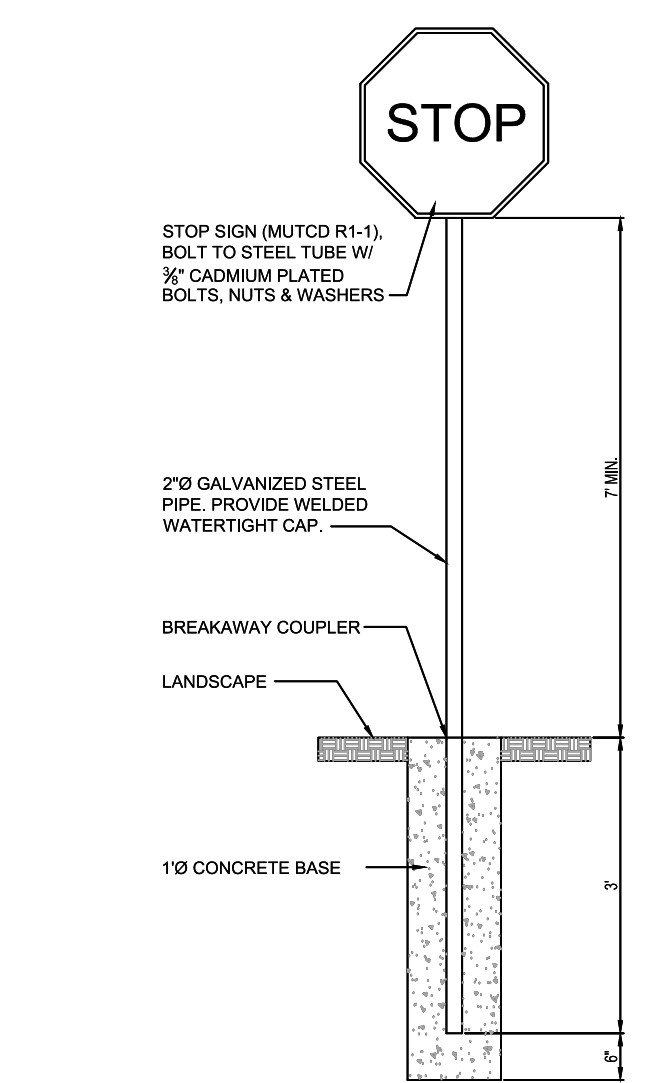 STOP
STOP SIGN (MUTCD R1-1),
BOLT TO STEEL TUBE W/
⅜" CADMIUM PLATED
BOLTS, NUTS & WASHERS
7' MIN.
2"Ø GALVANIZED STEEL
PIPE. PROVIDE WELDED
WATERTIGHT CAP.
BREAKAWAY COUPLER
LANDSCAPE
1'Ø CONCRETE BASE
3'
6"